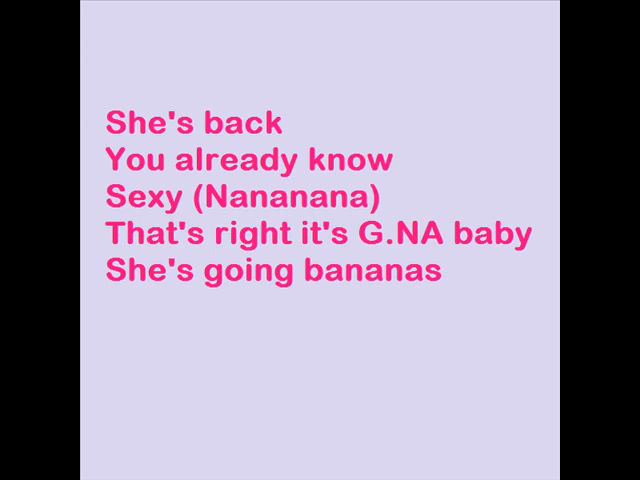 She's back
You already know
Sexy (Nananana)
That's right it's G.NA baby
She's going bananas